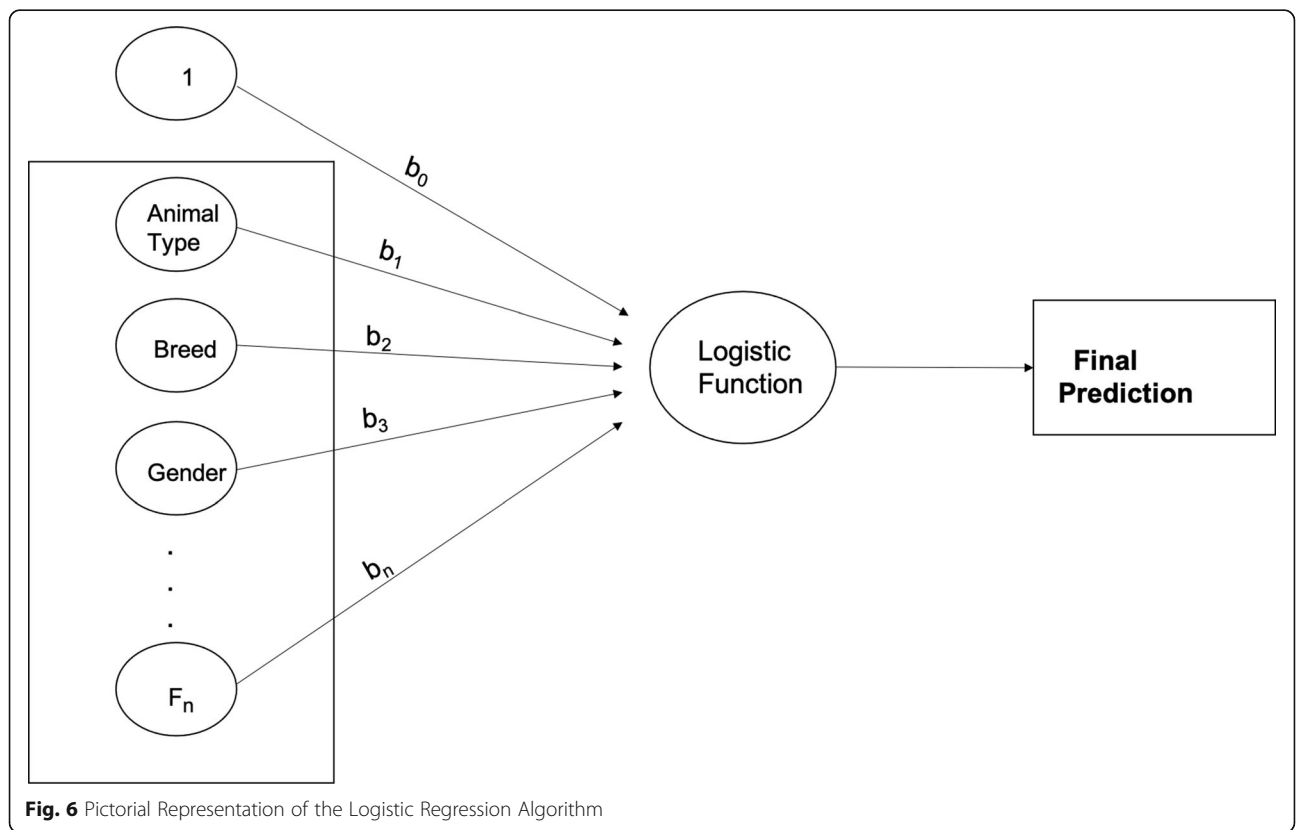 1
b0
Animal
Type
b1
Breed
b2
Gender
b3
.
.
.
Fn
bn
Logistic
Function
Final
Prediction
Fig. 6 Pictorial Representation of the Logistic Regression Algorithm